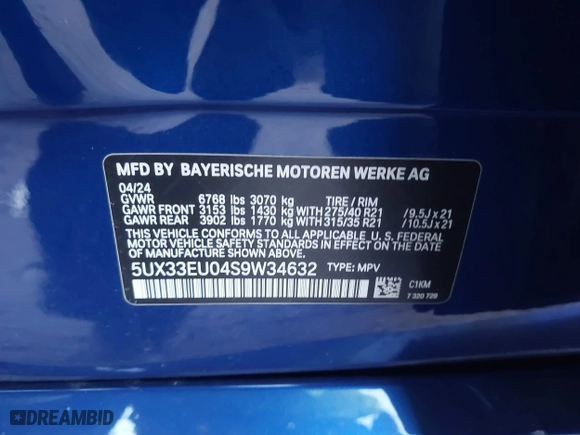 MFD BY BAYERISCHE MOTOREN WERKE AG
04/24
GVWR 6768 lbs 3070 kg TIRE / RIM
GAWR FRONT 3153 lbs 1430 kg WITH 275/40 R21 / 9.5J x 21
GAWR REAR 3902 lbs 1770 kg WITH 315/35 R21 / 10.5J x 21
THIS VEHICLE CONFORMS TO ALL APPLICABLE U. S. FEDERAL
MOTOR VEHICLE SAFETY STANDARDS IN EFFECT ON THE DATE
OF MANUFACTURE SHOWN ABOVE.
5UX33EU04S9W34632 TYPE: MPV
C1KM
7 320 729
DREAMBID